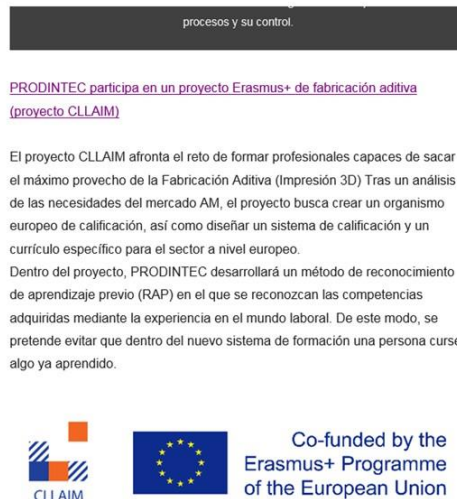 procesos y su control.
PRODINTEC participa en un proyecto Erasmus+ de fabricación aditiva
(proyecto CLLAIM)
El proyecto CLLAIM afronta el reto de formar profesionales capaces de sacar
el máximo provecho de la Fabricación Aditiva (Impresión 3D) Tras un análisis
de las necesidades del mercado AM, el proyecto busca crear un organismo
europeo de calificación, así como diseñar un sistema de calificación y un
currículo específico para el sector a nivel europeo.
Dentro del proyecto, PRODINTEC desarrollará un método de reconocimiento
de aprendizaje previo (RAP) en el que se reconozcan las competencias
adquiridas mediante la experiencia en el mundo laboral. De este modo, se
pretende evitar que dentro del nuevo sistema de formación una persona curse
algo ya aprendido.
Co-funded by the
Erasmus+ Programme
of the European Union
CLLAIM